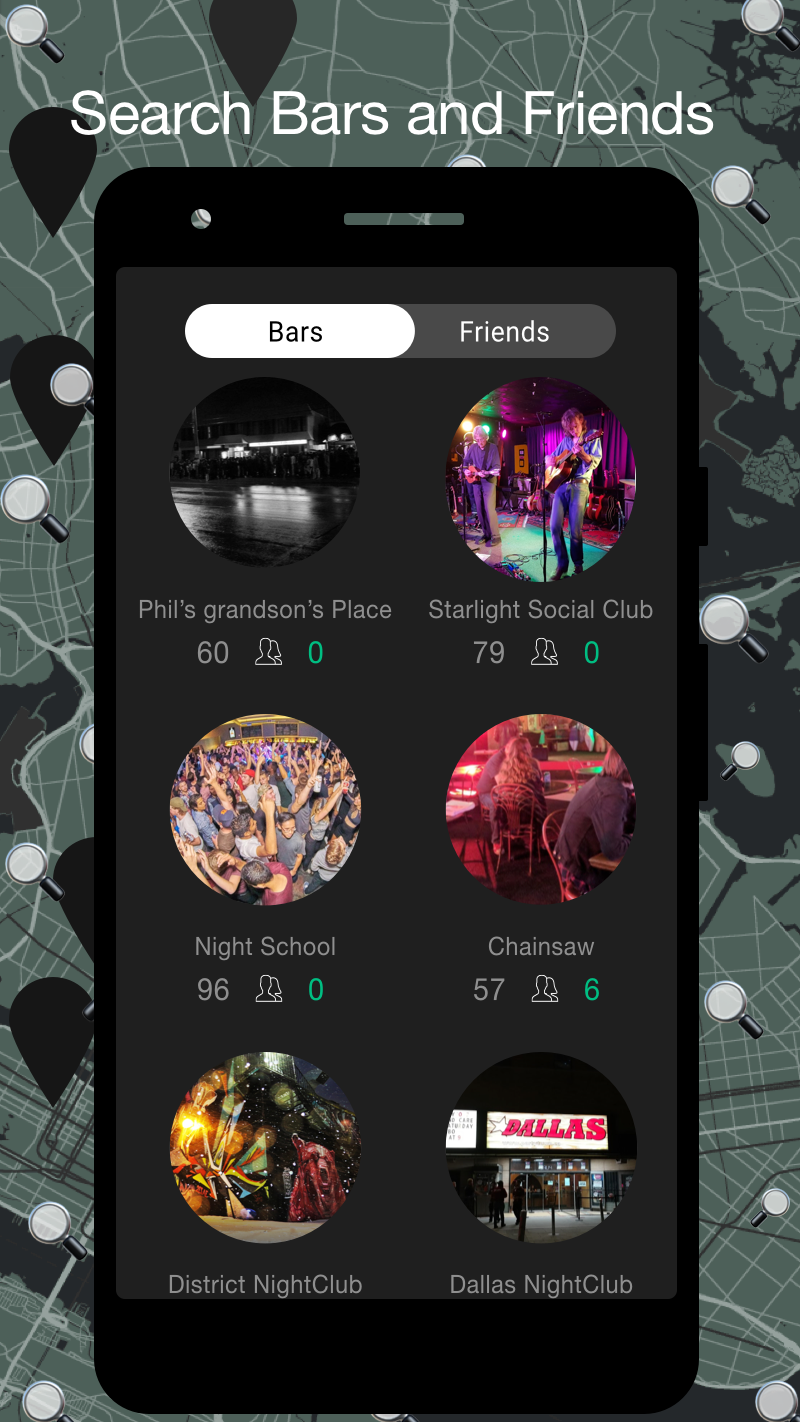 Search Bars and Friends
Bars Friends
Phil’s grandson’s Place Starlight Social Club
60 0 79 0
Night School Chainsaw
96 0 57 6
DALLAS
District NightClub Dallas NightClub